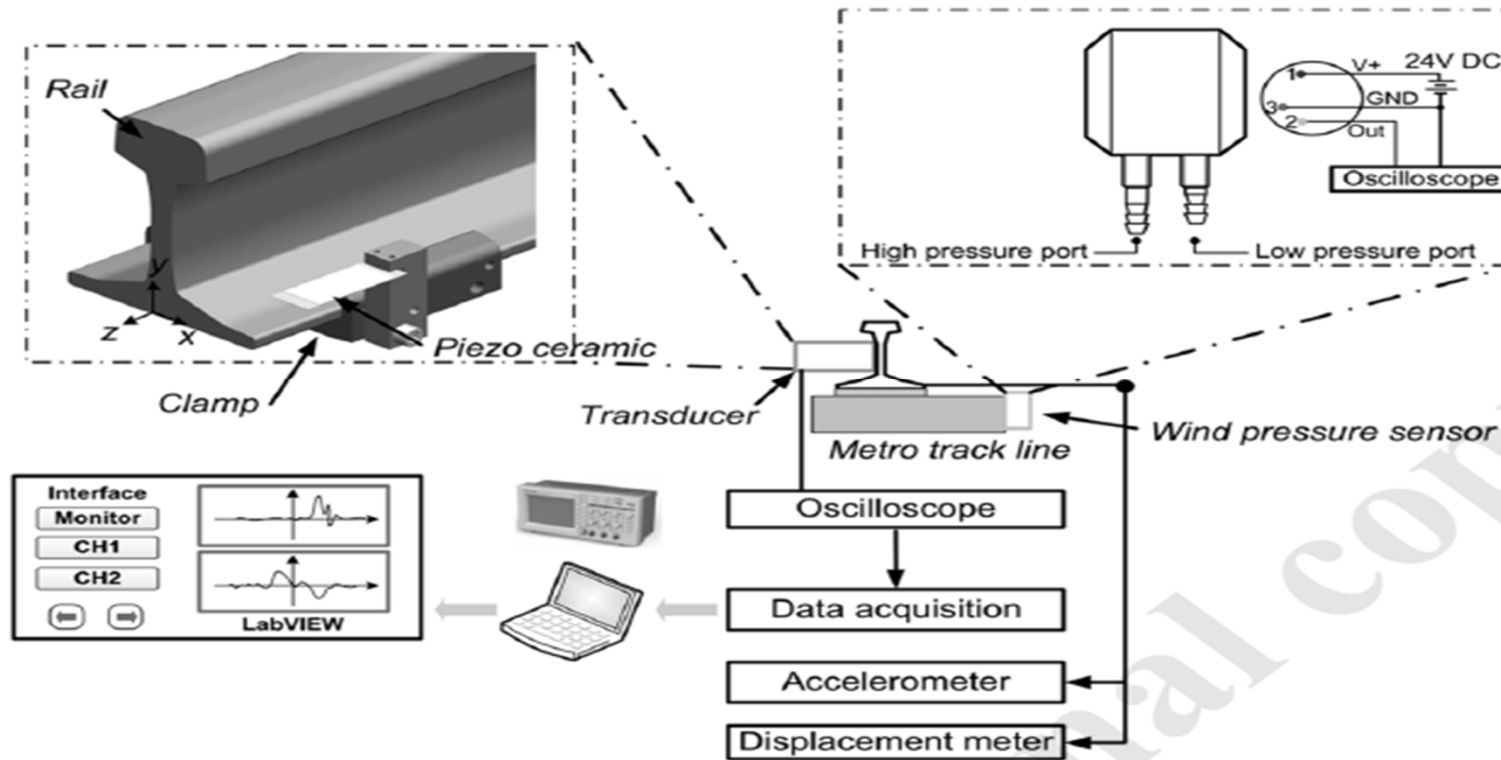 Rail
y
z
x
Piezo ceramic
Clamp
1
V+
24V DC
3
GND
2
Out
Oscilloscope
High pressure port
Low pressure port
Transducer
Wind pressure sensor
Metro track line
Interface
Monitor
CH1
CH2
LabVIEW
Oscilloscope
Data acquisition
Accelerometer
Displacement meter